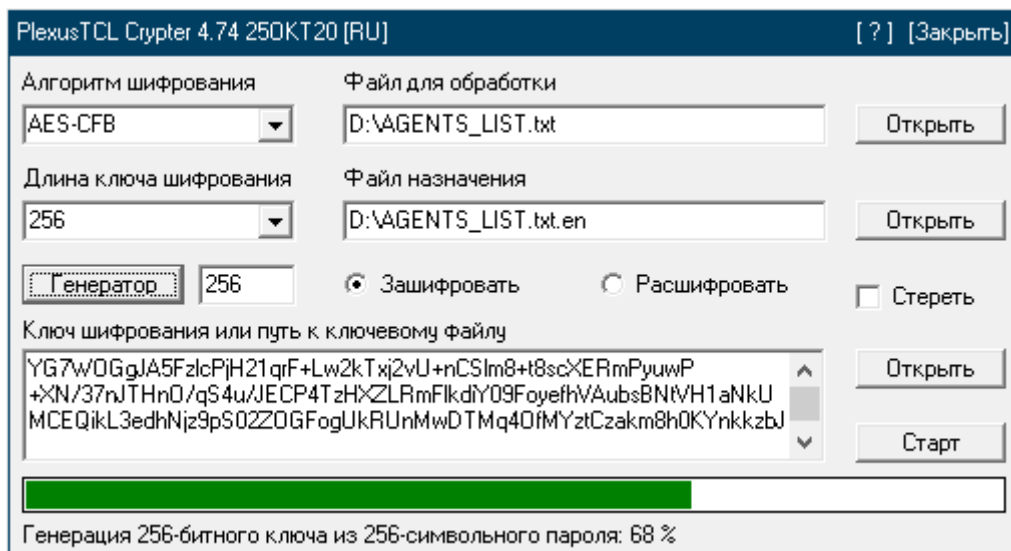 PlexusTCL Crypter 4.74 25OKT20 [RU] [ ? ] [Закрыть]
Алгоритм шифрования Файл для обработки
AES-CFB D:\AGENTS_LIST.txt Открыть
Длина ключа шифрования Файл назначения
256 D:\AGENTS_LIST.txt.en Открыть
Генератор 256 Зашифровать Расшифровать Стереть
Ключ шифрования или путь к ключевому файлу
YG7WOGgJA5FzlcPjH21qrF+Lw2kTxj2vU+nCSlm8+t8scXERmPyuwP
+XN/37nJTHnO/qS4u/JECP4TzHXZLRmFlkdiY09FoyefhVAubsBNtVH1aNkU
MCEQikL3edhNjz9pS02ZOGFogUkRUnMwDTMq4OfMYztCzakm8h0KYnkkzbJ
Открыть
Старт
Генерация 256-битного ключа из 256-символьного пароля: 68 %